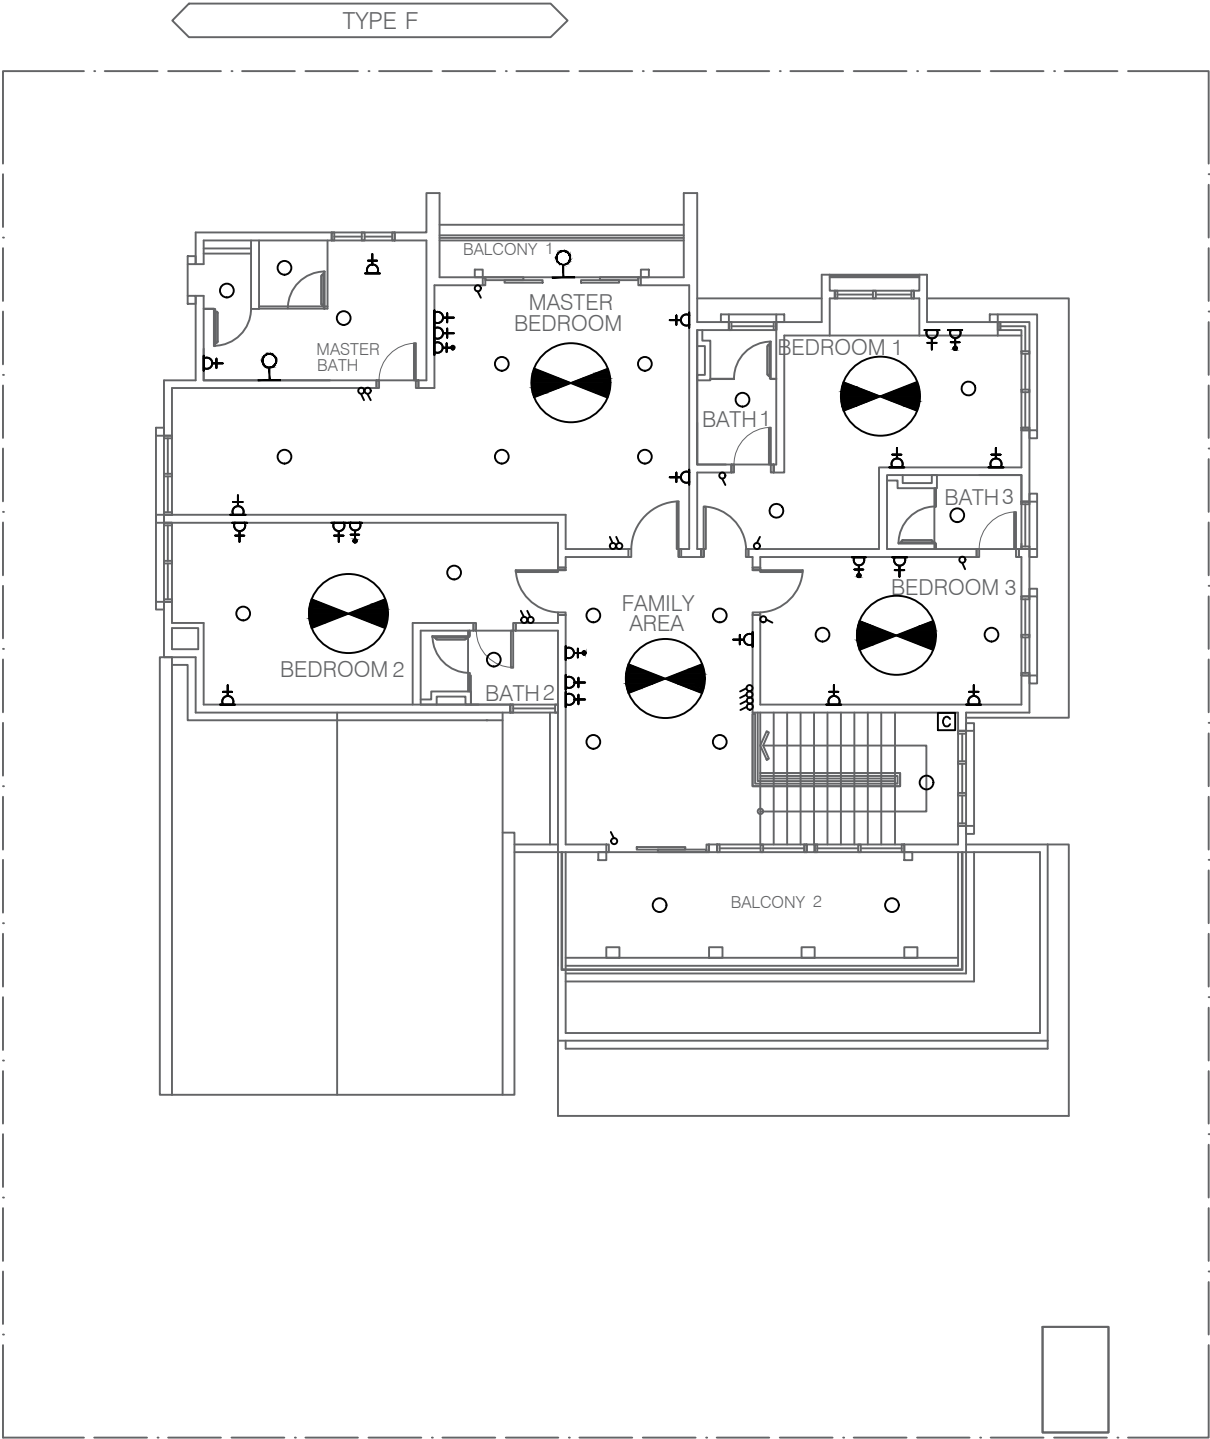 TYPE F
BALCONY 1
MASTER
BEDROOM
MASTER
BATH
BEDROOM 1
BATH 1
BATH 3
BEDROOM 3
FAMILY
AREA
BEDROOM 2
BATH 2
C
BALCONY 2